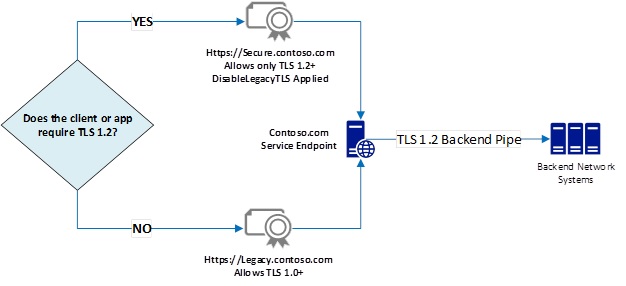 YES
Https://Secure.contoso.com
Allows only TLS 1.2+
DisableLegacyTLS Applied
Does the client or app
require TLS 1.2?
Contoso.com
Service Endpoint
TLS 1.2 Backend Pipe
Backend Network
Systems
NO
Https://Legacy.contoso.com
Allows TLS 1.0+